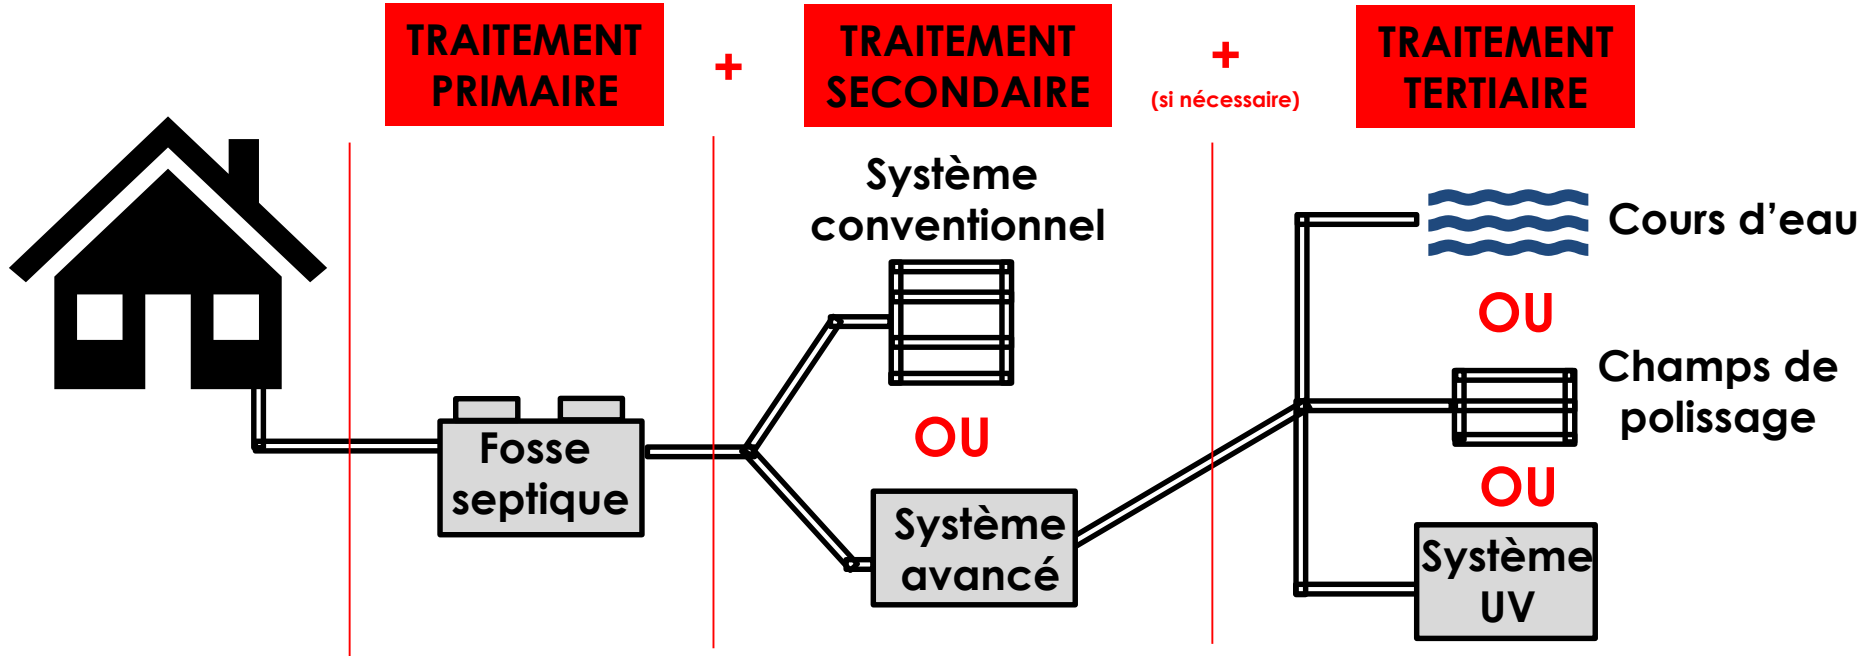 TRAITEMENT
PRIMAIRE
+
TRAITEMENT
SECONDAIRE
+
(si nécessaire)
TRAITEMENT
TERTIAIRE
Système
conventionnel
Cours d’eau
OU
Champs de
polissage
Fosse
septique
OU
OU
Système
avancé
Système
UV